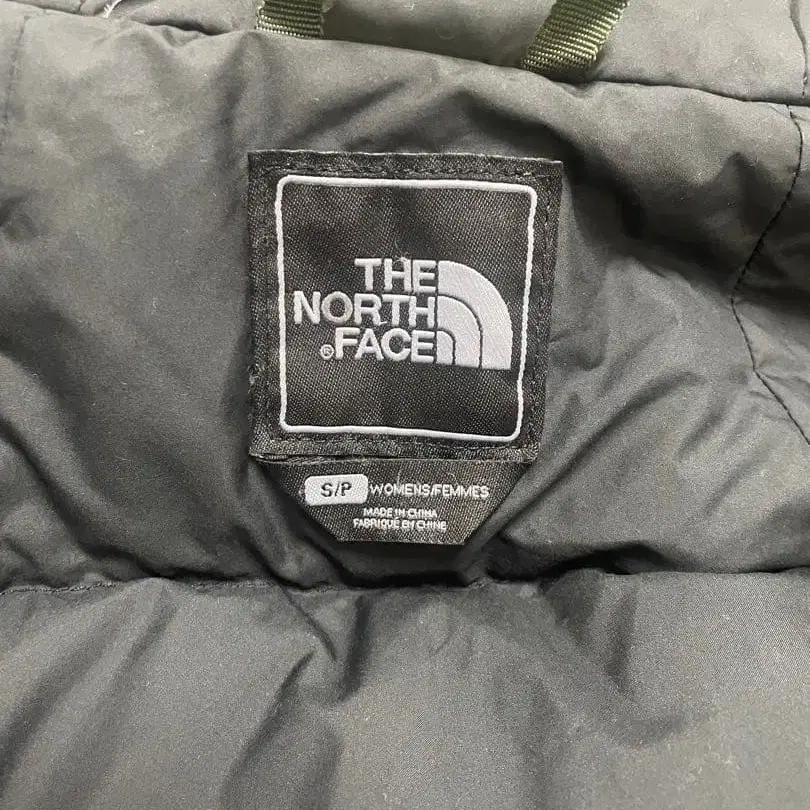 THE
NORTH
®FACE
S/P WOMENS/FEMMES
MADE IN CHINA
FABRIQUÉ EN CHINE